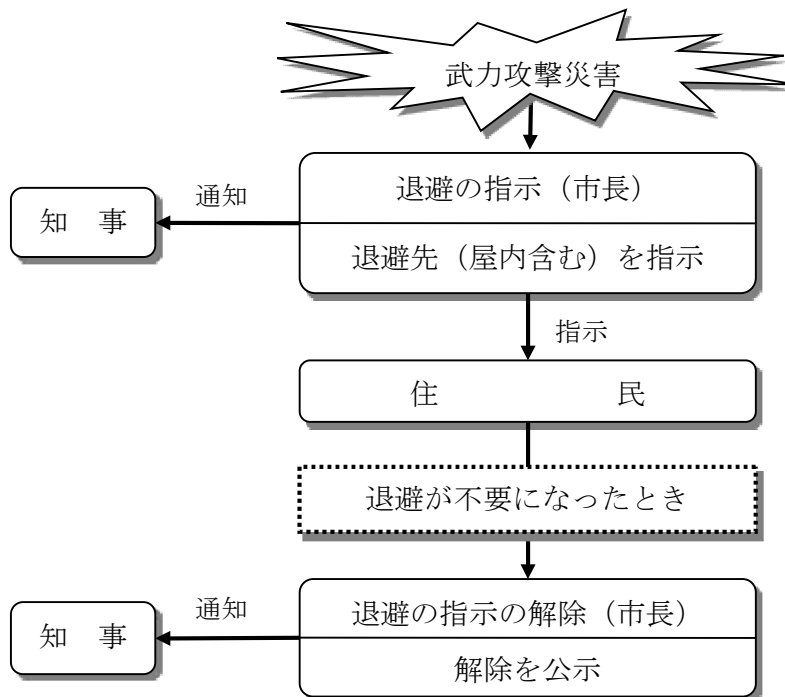 武力攻撃災害
退避の指示（市長）
通知
知　事
退避先（屋内含む）を指示
指示
住　　　　　民
退避が不要になったとき
退避の指示の解除（市長）
通知
知　事
解除を公示